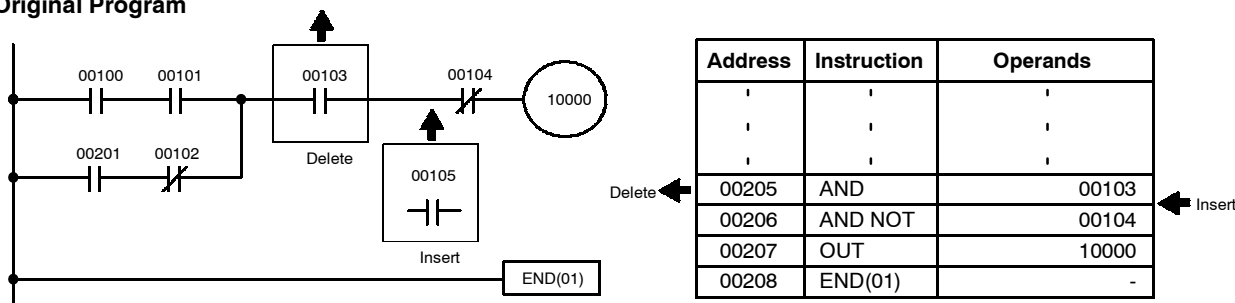 Original Program
00100 00101 00103 00104
10000
00201 00102
Delete
00105
Insert
END(01)
Address Instruction Operands
Delete 00205 AND 00103
Insert
00206 AND NOT 00104
00207 OUT 10000
00208 END(01) -